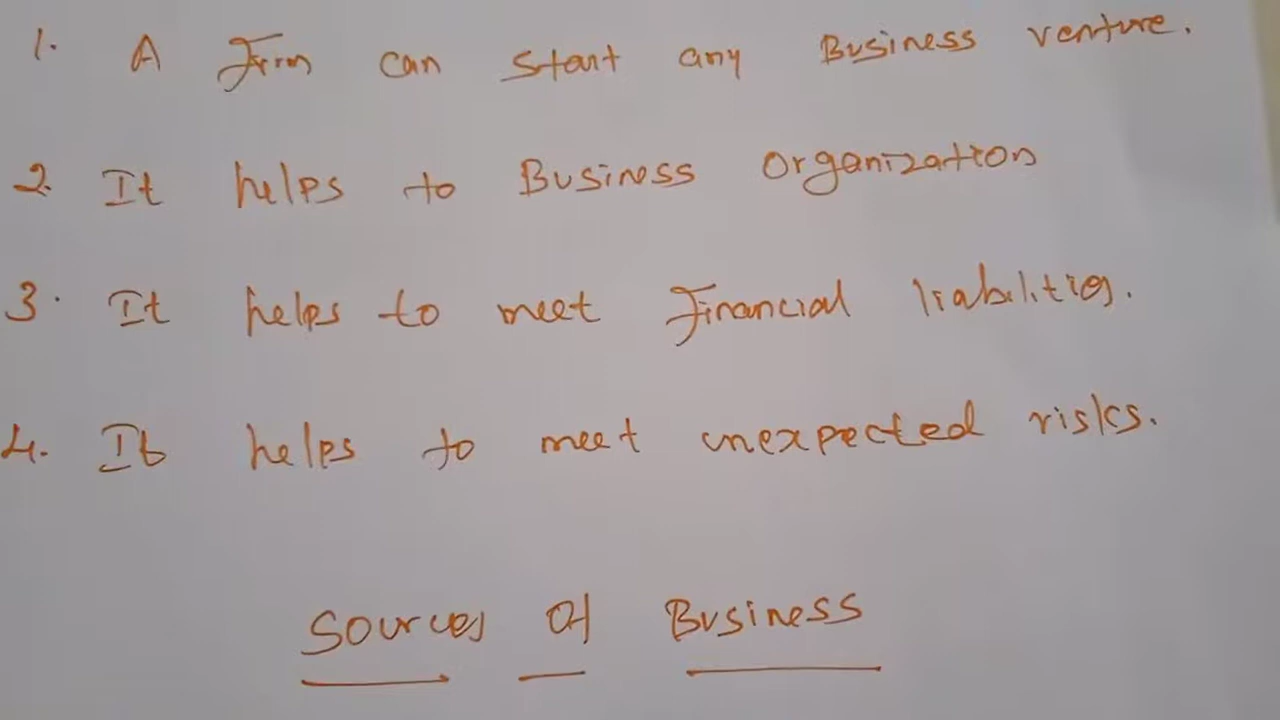 1. A Firm can start any Business venture.
2. It helps to Business Organization
3. It helps to meet Financial liabilities.
4. It helps to meet unexpected risks.
Sources Of Business